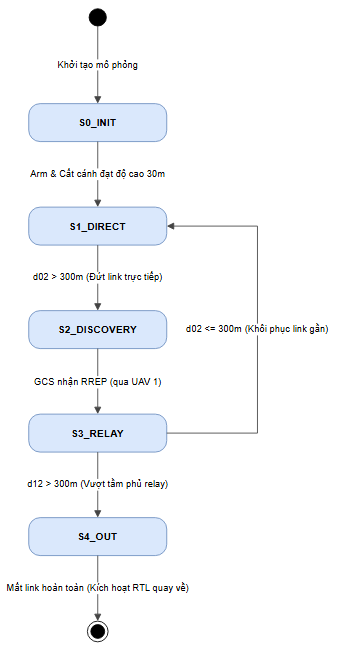 Khởi tạo mô phỏng
S0_INIT
Arm & Cất cánh đạt độ cao 30m
S1_DIRECT
d02 > 300m (Đứt link trực tiếp)
S2_DISCOVERY
d02 <= 300m (Khôi phục link gần)
GCS nhận RREP (qua UAV 1)
S3_RELAY
d12 > 300m (Vượt tầm phủ relay)
S4_OUT
Mất link hoàn toàn (Kích hoạt RTL quay về)